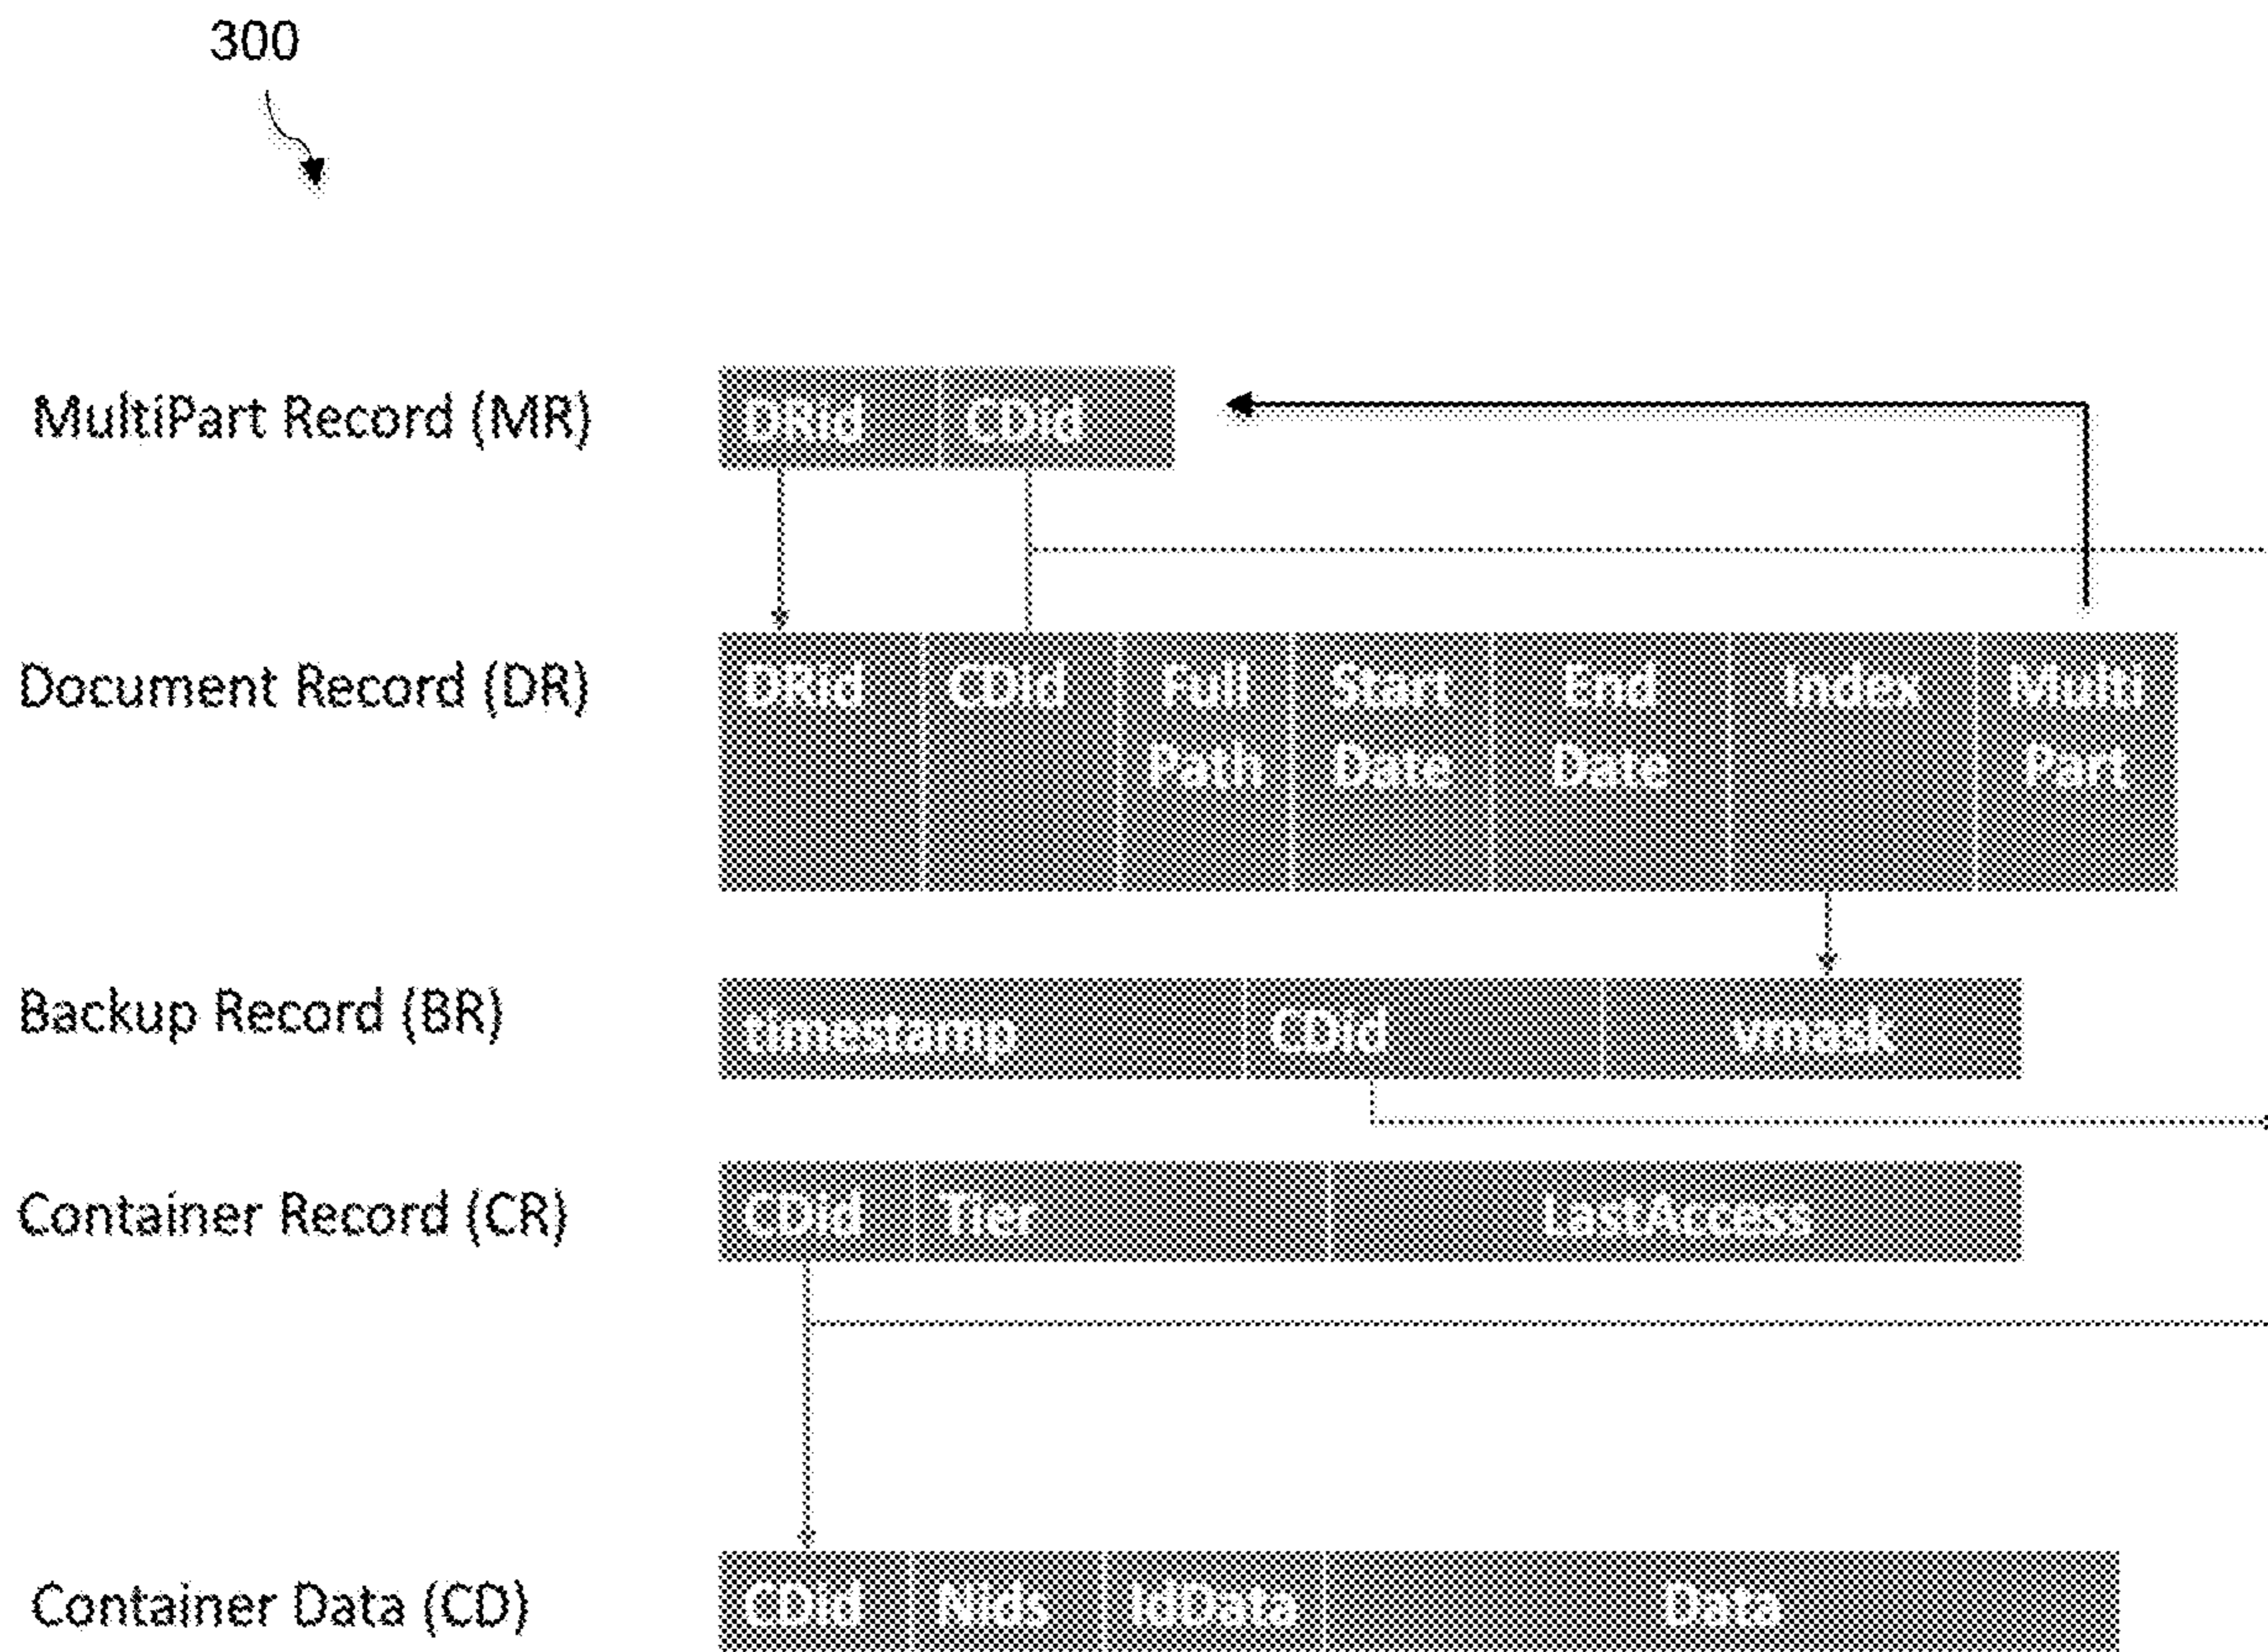 300
MultiPart Record (MR)
DRid CDid
Document Record (DR)
DRid CDid Full Start End Index Multi
Path Date Date Part
Backup Record (BR)
timestamp CDid vmask
Container Record (CR)
CDid Tier LastAccess
Container Data (CD)
CDid Nids IdData Data